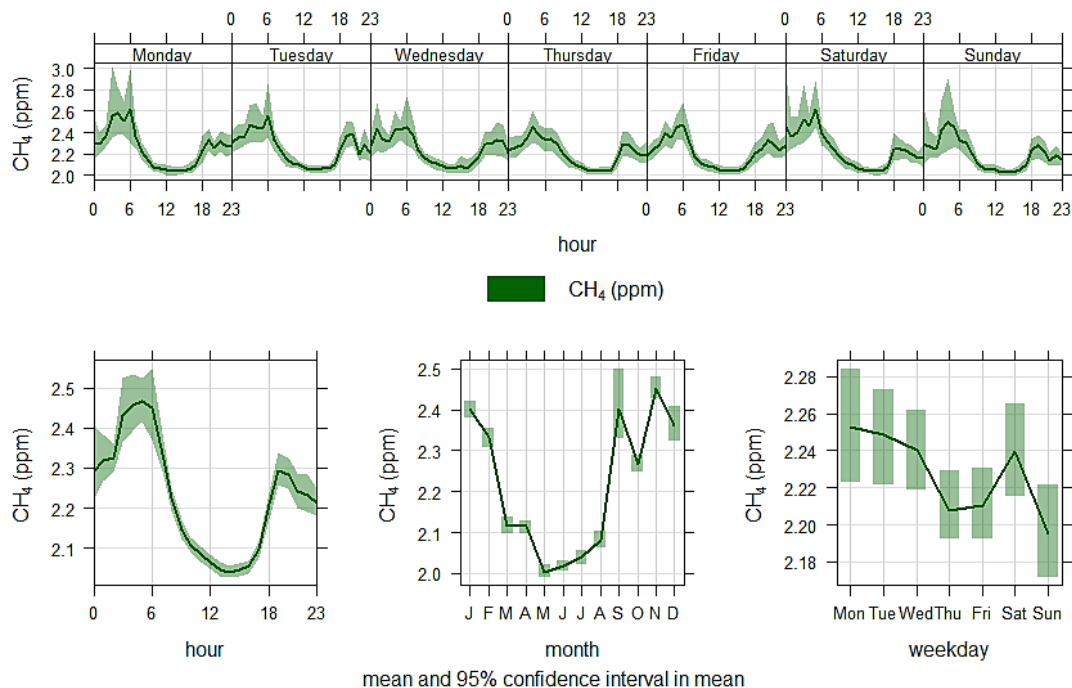 0 6 12 18 23 0 6 12 18 23 0 6 12 18 23
Monday Tuesday Wednesday Thursday Friday Saturday Sunday
CH₄ (ppm)
3.0
2.8
2.6
2.4
2.2
2.0
0 6 12 18 23 0 6 12 18 23 0 6 12 18 23 0 6 12 18 23
hour
CH₄ (ppm)
CH₄ (ppm)
2.5
2.4
2.3
2.2
2.1
0 6 12 18 23
hour
CH₄ (ppm)
2.5
2.4
2.3
2.2
2.1
2.0
J F M A M J J A S O N D
month
CH₄ (ppm)
2.28
2.26
2.24
2.22
2.20
2.18
Mon Tue Wed Thu Fri Sat Sun
weekday
mean and 95% confidence interval in mean